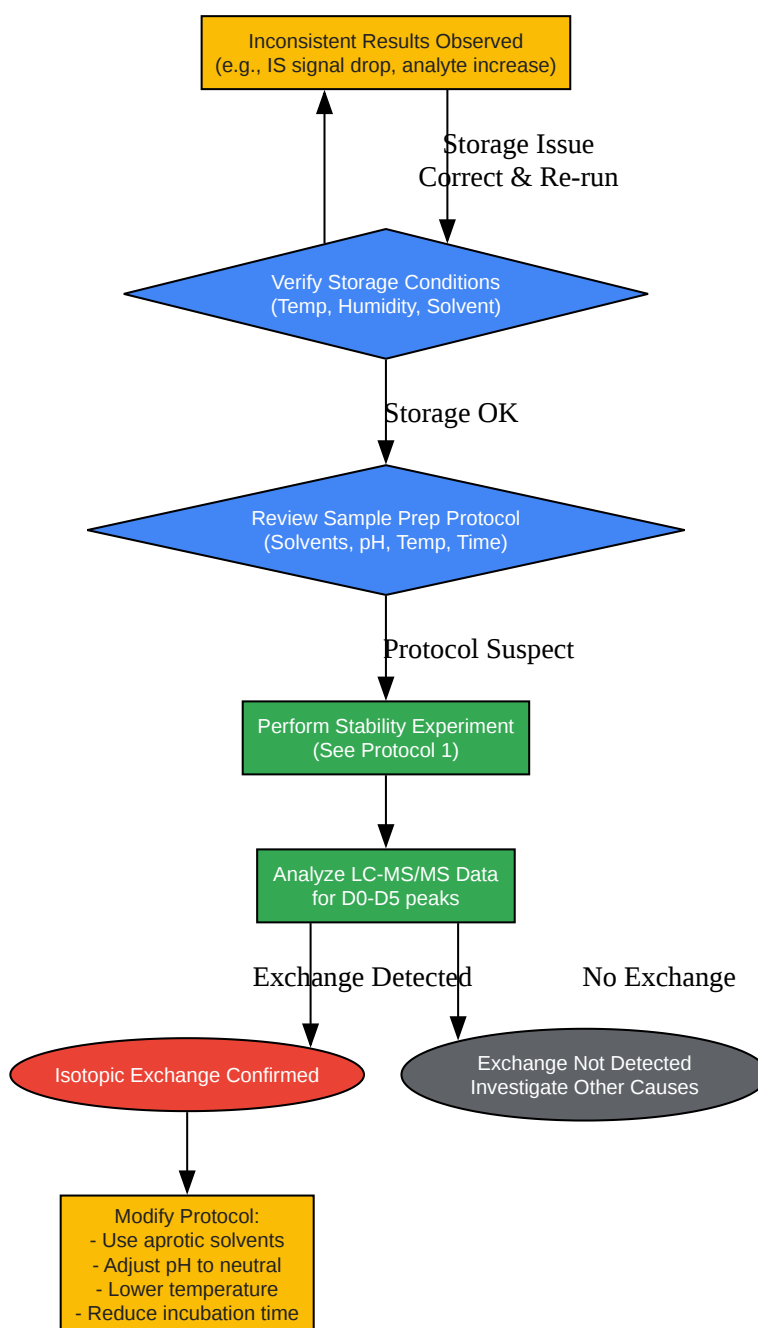 Inconsistent Results Observed
(e.g., IS signal drop, analyte increase)
Storage Issue
Correct & Re-run
Verify Storage Conditions
(Temp, Humidity, Solvent)
Storage OK
Review Sample Prep Protocol
(Solvents, pH, Temp, Time)
Protocol Suspect
Perform Stability Experiment
(See Protocol 1)
Analyze LC-MS/MS Data
for D0-D5 peaks
Exchange Detected
No Exchange
Isotopic Exchange Confirmed
Exchange Not Detected
Investigate Other Causes
Modify Protocol:
- Use aprotic solvents
- Adjust pH to neutral
- Lower temperature
- Reduce incubation time